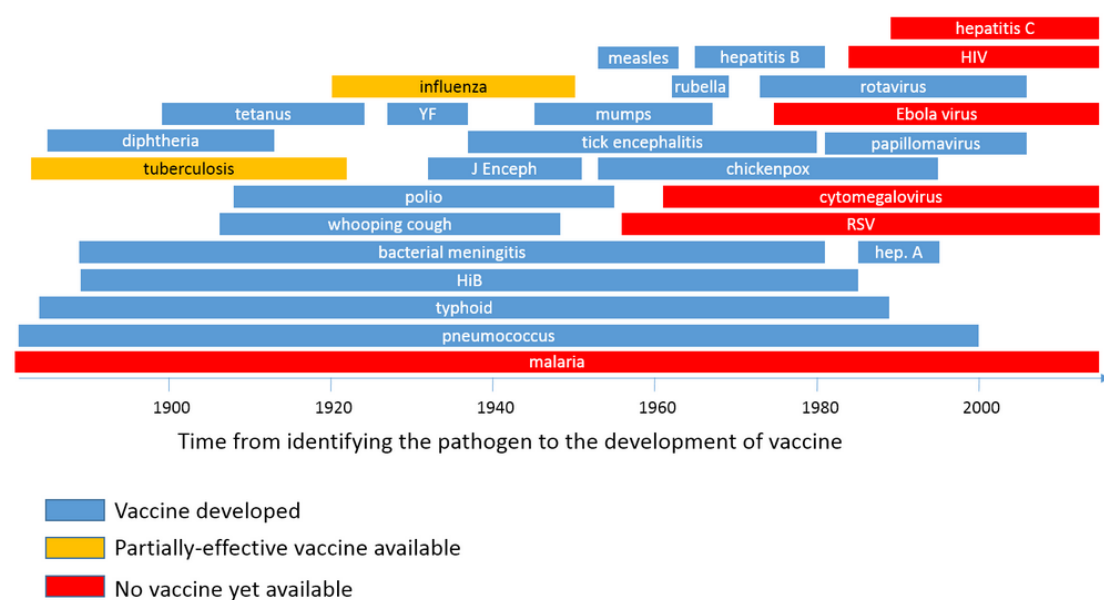 hepatitis C
measles
hepatitis B
HIV
influenza
rubella
rotavirus
tetanus
YF
mumps
Ebola virus
diphtheria
tick encephalitis
papillomavirus
tuberculosis
J Enceph
chickenpox
polio
cytomegalovirus
whooping cough
RSV
bacterial meningitis
hep. A
HiB
typhoid
pneumococcus
malaria
1900
1920
1940
1960
1980
2000
Time from identifying the pathogen to the development of vaccine
Vaccine developed
Partially-effective vaccine available
No vaccine yet available